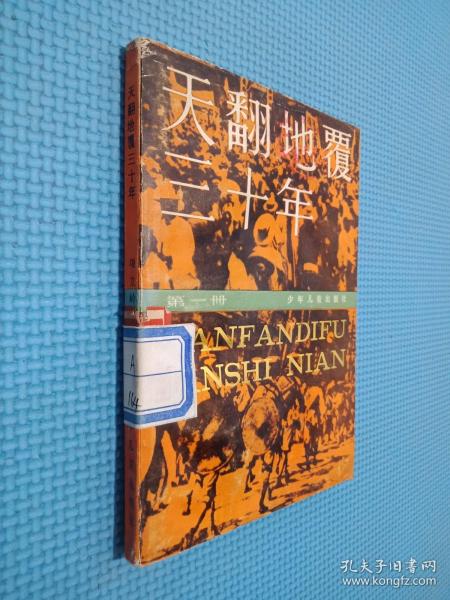 天翻地覆
三十年
第一册
少年儿童出版社
ANFANDIFU
NSHI NIAN
天翻地覆三十年
A
144
孔夫子旧书网
www.kongfz.com